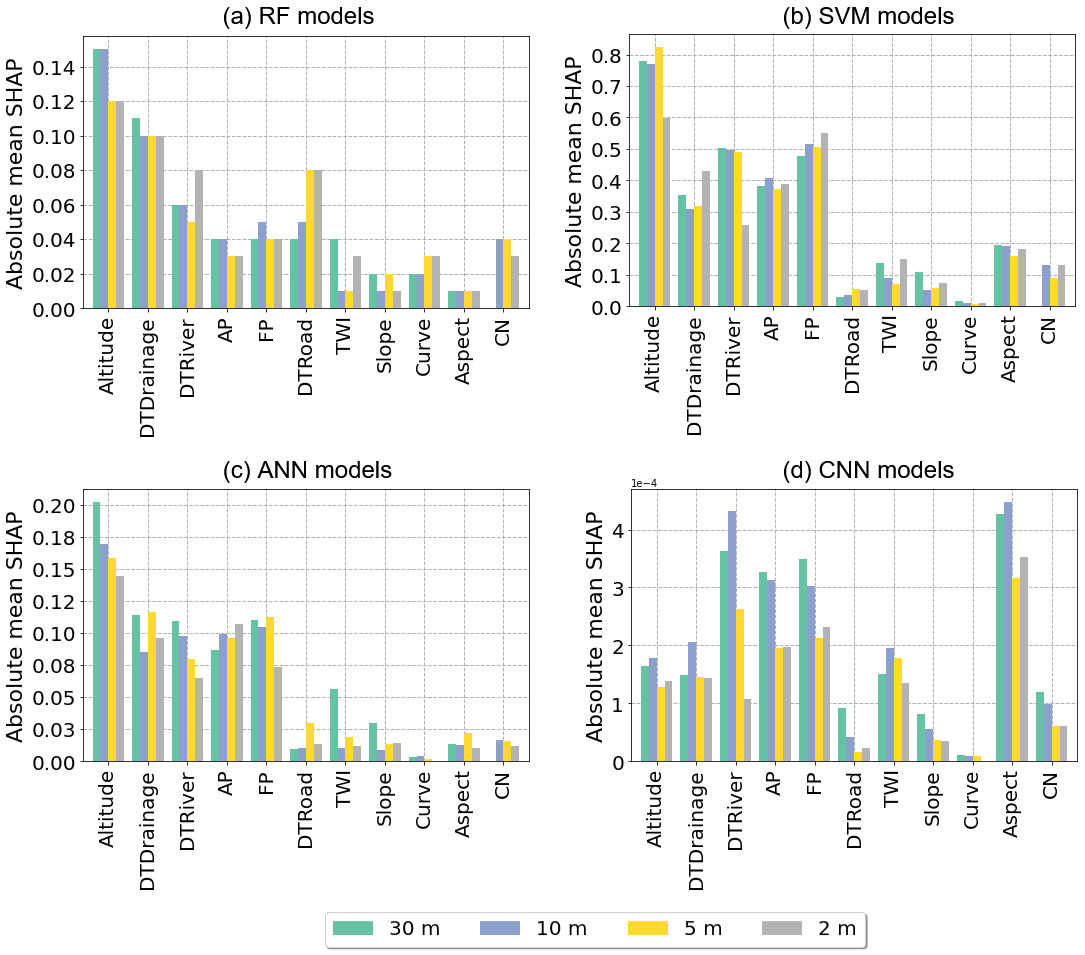 (a) RF models
Absolute mean SHAP
0.14
0.12
0.10
0.08
0.06
0.04
0.02
0.00
Altitude
DTDrainage
DTRiver
AP
FP
DTRoad
TWI
Slope
Curve
Aspect
CN
(b) SVM models
Absolute mean SHAP
0.8
0.7
0.6
0.5
0.4
0.3
0.2
0.1
0.0
Altitude
DTDrainage
DTRiver
AP
FP
DTRoad
TWI
Slope
Curve
Aspect
CN
(c) ANN models
Absolute mean SHAP
0.20
0.18
0.15
0.12
0.10
0.08
0.05
0.03
0.00
Altitude
DTDrainage
DTRiver
AP
FP
DTRoad
TWI
Slope
Curve
Aspect
CN
(d) CNN models
1e−4
Absolute mean SHAP
4
3
2
1
0
Altitude
DTDrainage
DTRiver
AP
FP
DTRoad
TWI
Slope
Curve
Aspect
CN
30 m
10 m
5 m
2 m